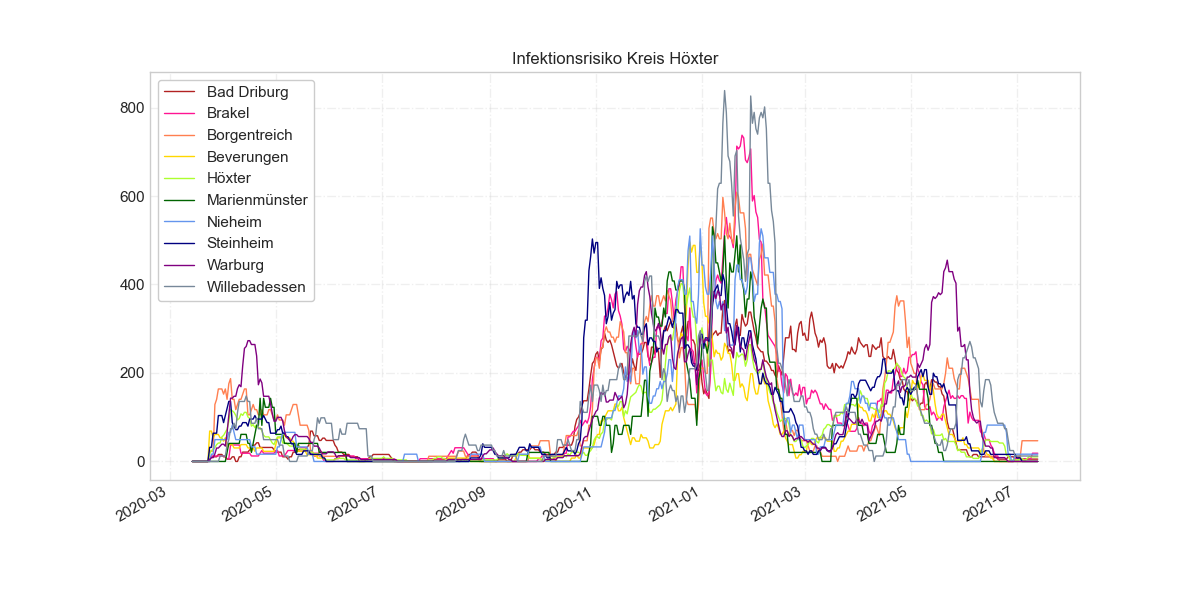 Infektionsrisiko Kreis Höxter
Bad Driburg
Brakel
Borgentreich
Beverungen
Höxter
Marienmünster
Nieheim
Steinheim
Warburg
Willebadessen
800
600
400
200
0
2020-03
2020-05
2020-07
2020-09
2020-11
2021-01
2021-03
2021-05
2021-07